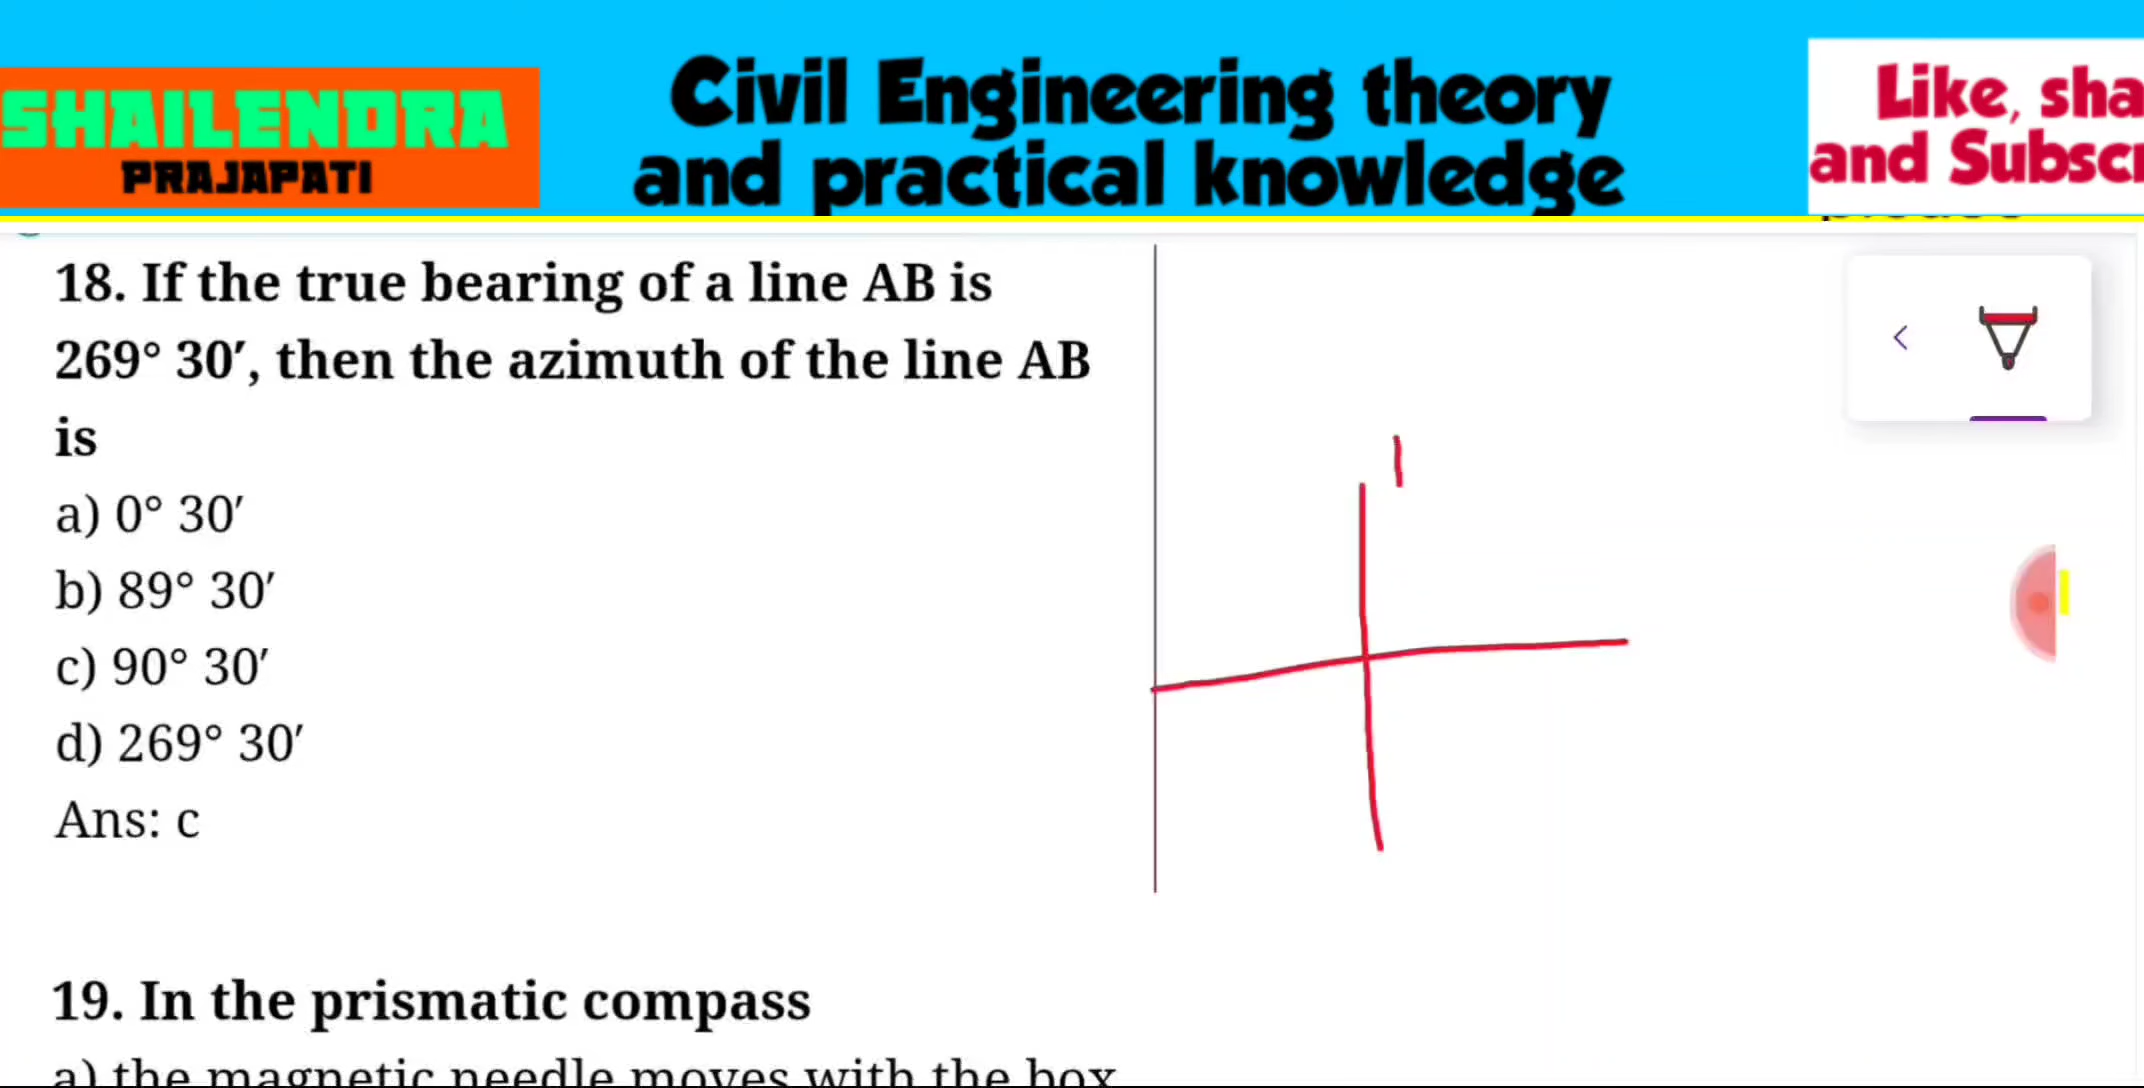 SHAILENDRA
PRAJAPATI
Civil Engineering theory
and practical knowledge
Like, sha
and Subsc
18. If the true bearing of a line AB is
269° 30′, then the azimuth of the line AB
is
a) 0° 30′
b) 89° 30′
c) 90° 30′
d) 269° 30′
Ans: c
19. In the prismatic compass
a) the magnetic needle moves with the box